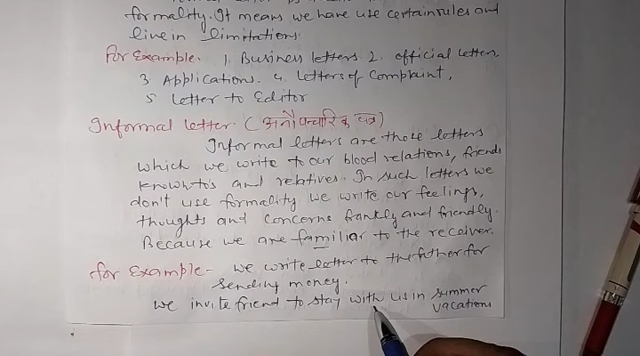 formality. It means we have use certain rules and
live in limitations.
For Example. 1. Business letters 2. official letters
3 Applications. 4. Letters of Complaint,
5 Letter to Editor
Informal letter. (अनौपचारिक पत्र)
Informal letters are those letters
which we write to our blood relations, friends
known to's and relatives. In such letters we
don't use formality we write our feelings,
thoughts and concerns frankly and friendly.
Because we are familiar to the receiver.
for Example - we write letter to the father for
sending money.
we invite friend to stay with us in summer
vacations